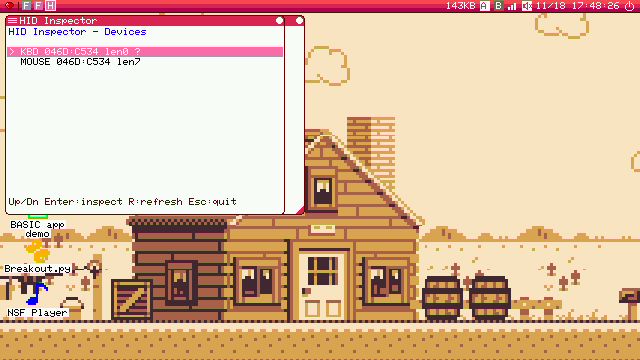 F F H 143KB A B 11/18 17:48:26
HID Inspector
HID Inspector - Devices
> KBD 046D:C534 len0 ?
MOUSE 046D:C534 len7
Up/Dn Enter:inspect R:refresh Esc:quit
BASIC app
demo
Breakout.py
NSF Player